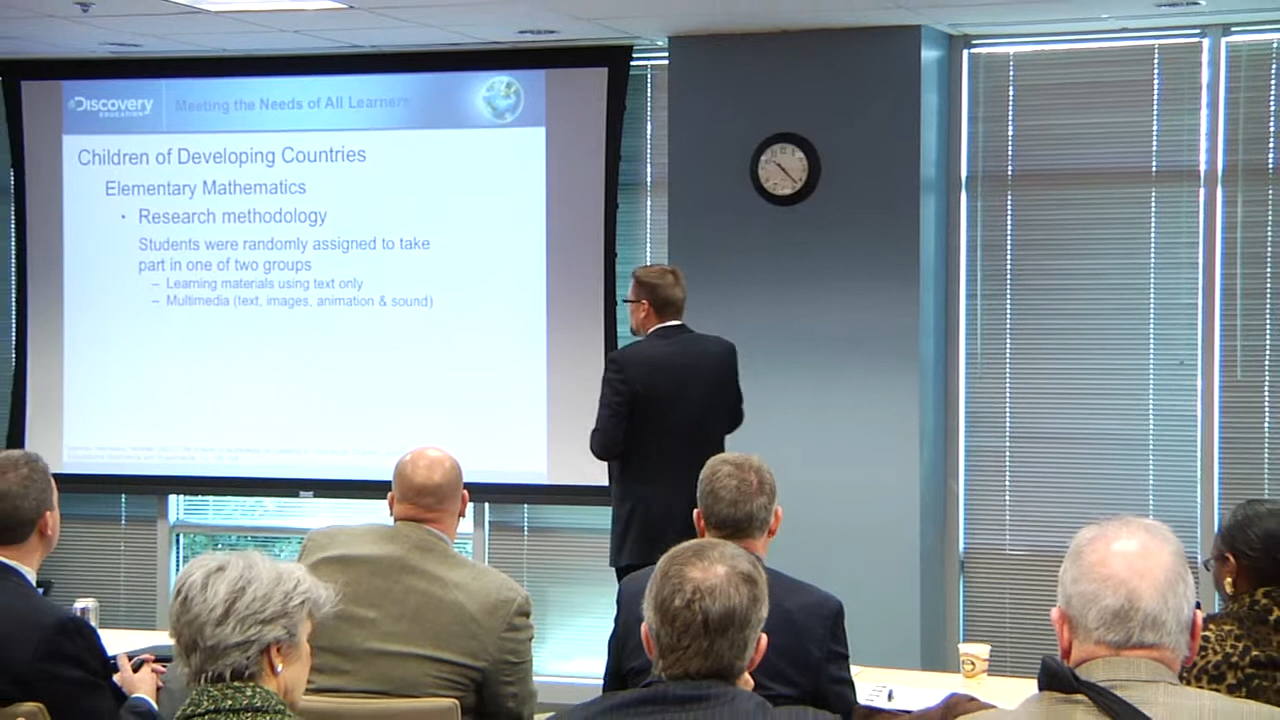 Discovery
EDUCATION
Meeting the Needs of All Learners
Children of Developing Countries
Elementary Mathematics
• Research methodology
Students were randomly assigned to take
part in one of two groups
– Learning materials using text only
– Multimedia (text, images, animation & sound)